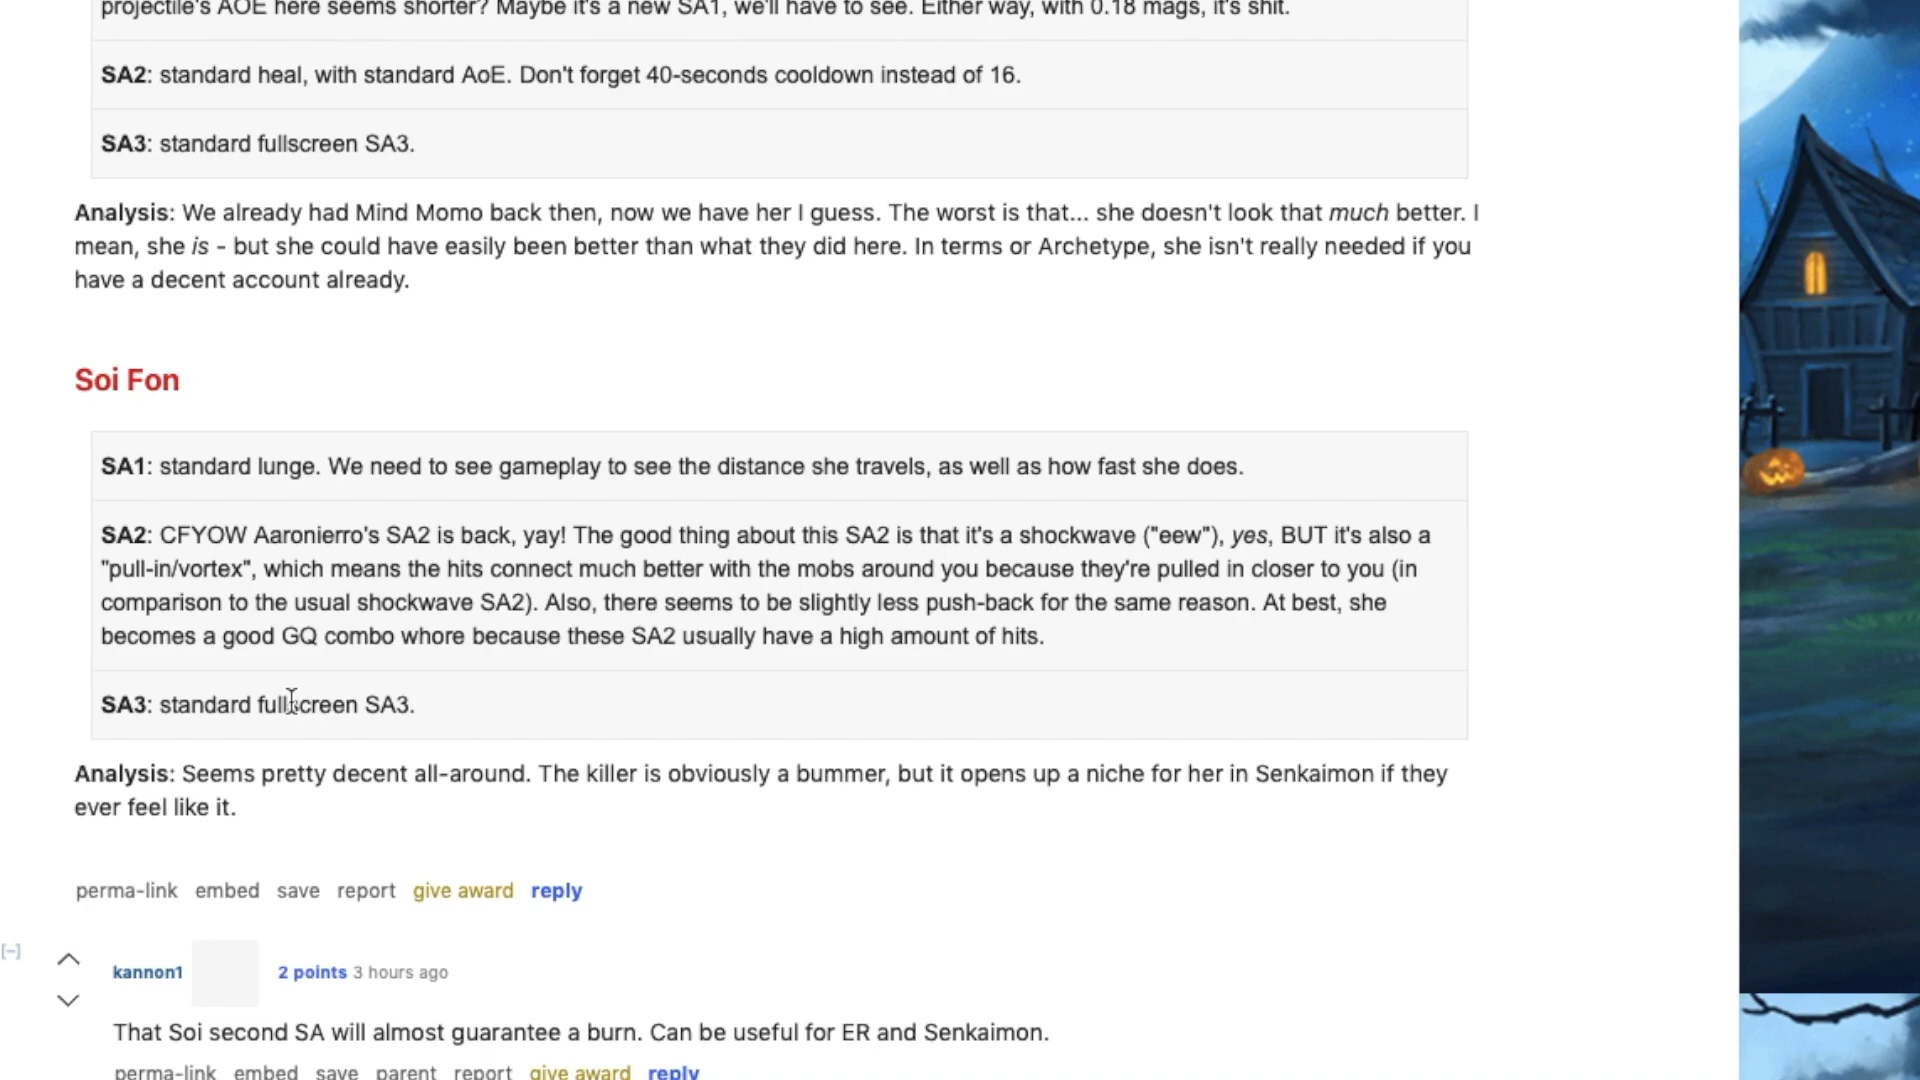 projectile's AOE here seems shorter? Maybe it's a new SA1, we'll have to see. Either way, with 0.18 mags, it's shit.
SA2: standard heal, with standard AoE. Don't forget 40-seconds cooldown instead of 16.
SA3: standard fullscreen SA3.
Analysis: We already had Mind Momo back then, now we have her I guess. The worst is that... she doesn't look that much better. I
mean, she is - but she could have easily been better than what they did here. In terms or Archetype, she isn't really needed if you
have a decent account already.
Soi Fon
SA1: standard lunge. We need to see gameplay to see the distance she travels, as well as how fast she does.
SA2: CFYOW Aaronierro's SA2 is back, yay! The good thing about this SA2 is that it's a shockwave ("eew"), yes, BUT it's also a
"pull-in/vortex", which means the hits connect much better with the mobs around you because they're pulled in closer to you (in
comparison to the usual shockwave SA2). Also, there seems to be slightly less push-back for the same reason. At best, she
becomes a good GQ combo whore because these SA2 usually have a high amount of hits.
SA3: standard fullscreen SA3.
Analysis: Seems pretty decent all-around. The killer is obviously a bummer, but it opens up a niche for her in Senkaimon if they
ever feel like it.
perma-link embed save report give award reply
[–]
kannon1 2 points 3 hours ago
That Soi second SA will almost guarantee a burn. Can be useful for ER and Senkaimon.
perma-link embed save parent report give award reply